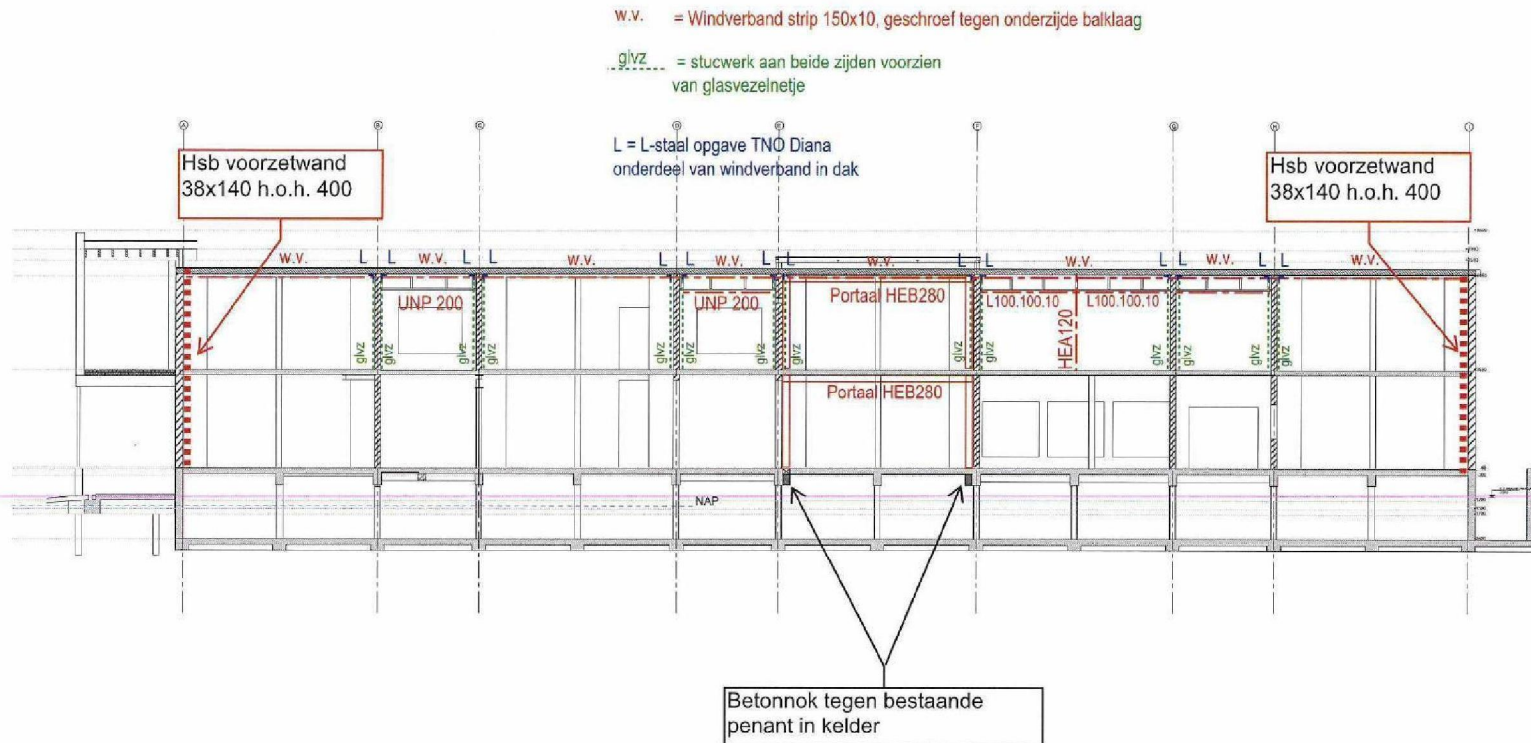 w.v. = Windverband strip 150x10, geschroef tegen onderzijde balklaag
glvz = stucwerk aan beide zijden voorzien
van glasvezelnetje
L = L-staal opgave TNO Diana
onderdeel van windverband in dak
A B D E F G H I
Hsb voorzetwand
38x140 h.o.h. 400
Hsb voorzetwand
38x140 h.o.h. 400
w.v. L L w.v. L L w.v. L L w.v. L L w.v. L L w.v. L L w.v. L L w.v.
UNP 200
UNP 200
Portaal HEB280
L100.100.10
L100.100.10
HEA120
glvz glvz glvz glvz glvz glvz glvz glvz glvz glvz glvz glvz glvz glvz
Portaal HEB280
NAP
Betonnok tegen bestaande
penant in kelder